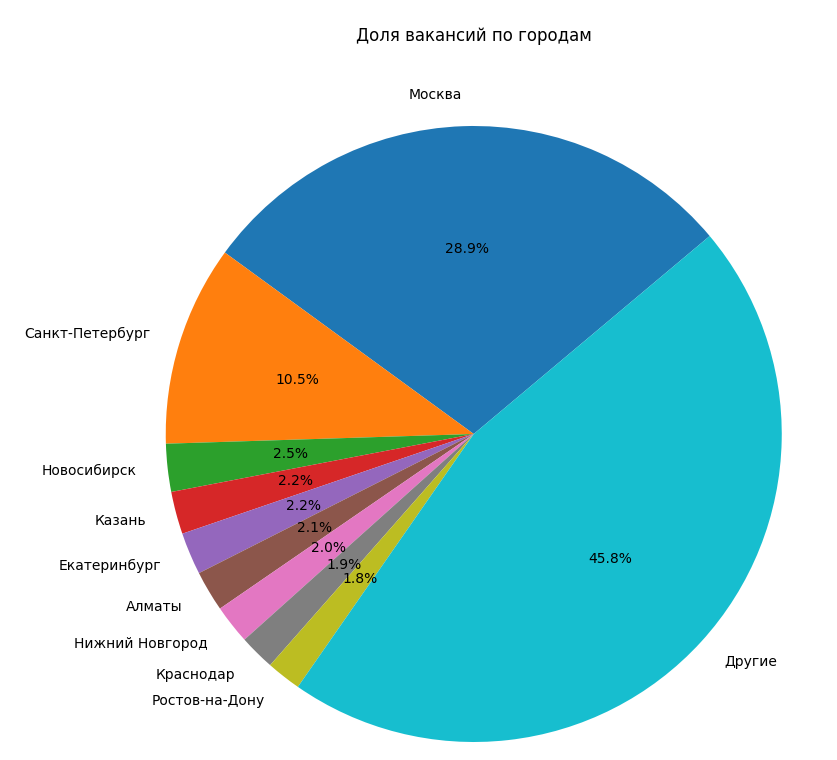 Доля вакансий по городам
Москва
28.9%
Санкт-Петербург
10.5%
Новосибирск
2.5%
Казань
2.2%
Екатеринбург
2.2%
Алматы
2.1%
Нижний Новгород
2.0%
Краснодар
1.9%
Ростов-на-Дону
1.8%
Другие
45.8%